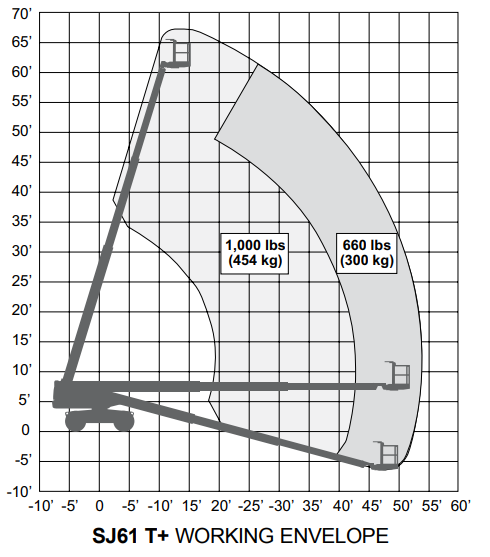 70’
65’
60’
55’
50’
45’
40’
35’
30’
25’
20’
15’
10’
5’
0
-5’
-10’
1,000 lbs
(454 kg)
660 lbs
(300 kg)
-10’ -5’ 0 -5’ -10’ -15’ 20’ -25’ -30’ 35’ 40’ 45’ 50’ 55’ 60’
SJ61 T+ WORKING ENVELOPE